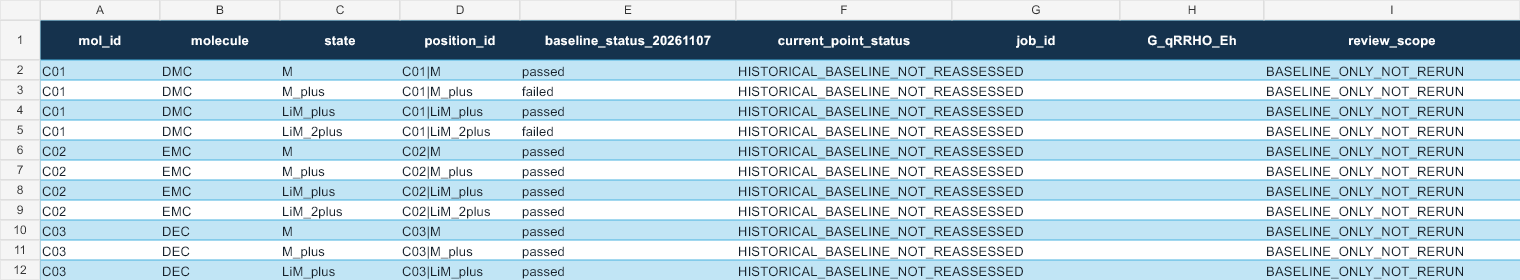 A B C D E F G H I
1 mol_id molecule state position_id baseline_status_20261107 current_point_status job_id G_qRRHO_Eh review_scope
2 C01 DMC M C01|M passed HISTORICAL_BASELINE_NOT_REASSESSED BASELINE_ONLY_NOT_RERUN
3 C01 DMC M_plus C01|M_plus failed HISTORICAL_BASELINE_NOT_REASSESSED BASELINE_ONLY_NOT_RERUN
4 C01 DMC LiM_plus C01|LiM_plus passed HISTORICAL_BASELINE_NOT_REASSESSED BASELINE_ONLY_NOT_RERUN
5 C01 DMC LiM_2plus C01|LiM_2plus failed HISTORICAL_BASELINE_NOT_REASSESSED BASELINE_ONLY_NOT_RERUN
6 C02 EMC M C02|M passed HISTORICAL_BASELINE_NOT_REASSESSED BASELINE_ONLY_NOT_RERUN
7 C02 EMC M_plus C02|M_plus passed HISTORICAL_BASELINE_NOT_REASSESSED BASELINE_ONLY_NOT_RERUN
8 C02 EMC LiM_plus C02|LiM_plus passed HISTORICAL_BASELINE_NOT_REASSESSED BASELINE_ONLY_NOT_RERUN
9 C02 EMC LiM_2plus C02|LiM_2plus passed HISTORICAL_BASELINE_NOT_REASSESSED BASELINE_ONLY_NOT_RERUN
10 C03 DEC M C03|M passed HISTORICAL_BASELINE_NOT_REASSESSED BASELINE_ONLY_NOT_RERUN
11 C03 DEC M_plus C03|M_plus passed HISTORICAL_BASELINE_NOT_REASSESSED BASELINE_ONLY_NOT_RERUN
12 C03 DEC LiM_plus C03|LiM_plus passed HISTORICAL_BASELINE_NOT_REASSESSED BASELINE_ONLY_NOT_RERUN